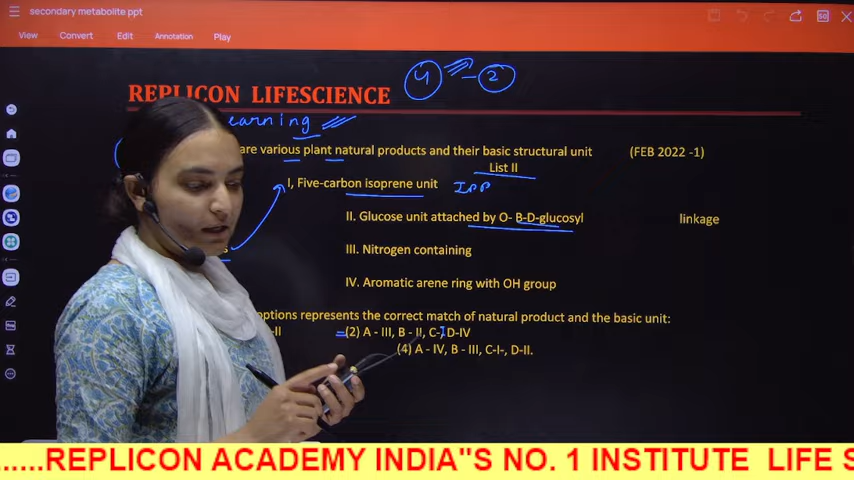 secondary metabolite ppt
View Convert Edit Annotation Play
50
REPLICON LIFESCIENCE 4 - 2
earning
are various plant natural products and their basic structural unit (FEB 2022 -1)
List II
I, Five-carbon isoprene unit IPP
II. Glucose unit attached by O- B-D-glucosyl linkage
III. Nitrogen containing
IV. Aromatic arene ring with OH group
options represents the correct match of natural product and the basic unit:
-II =(2) A - III, B - II, C-I D-IV
(4) A - IV, B - III, C-I-, D-II.
......REPLICON ACADEMY INDIA"S NO. 1 INSTITUTE LIFE S